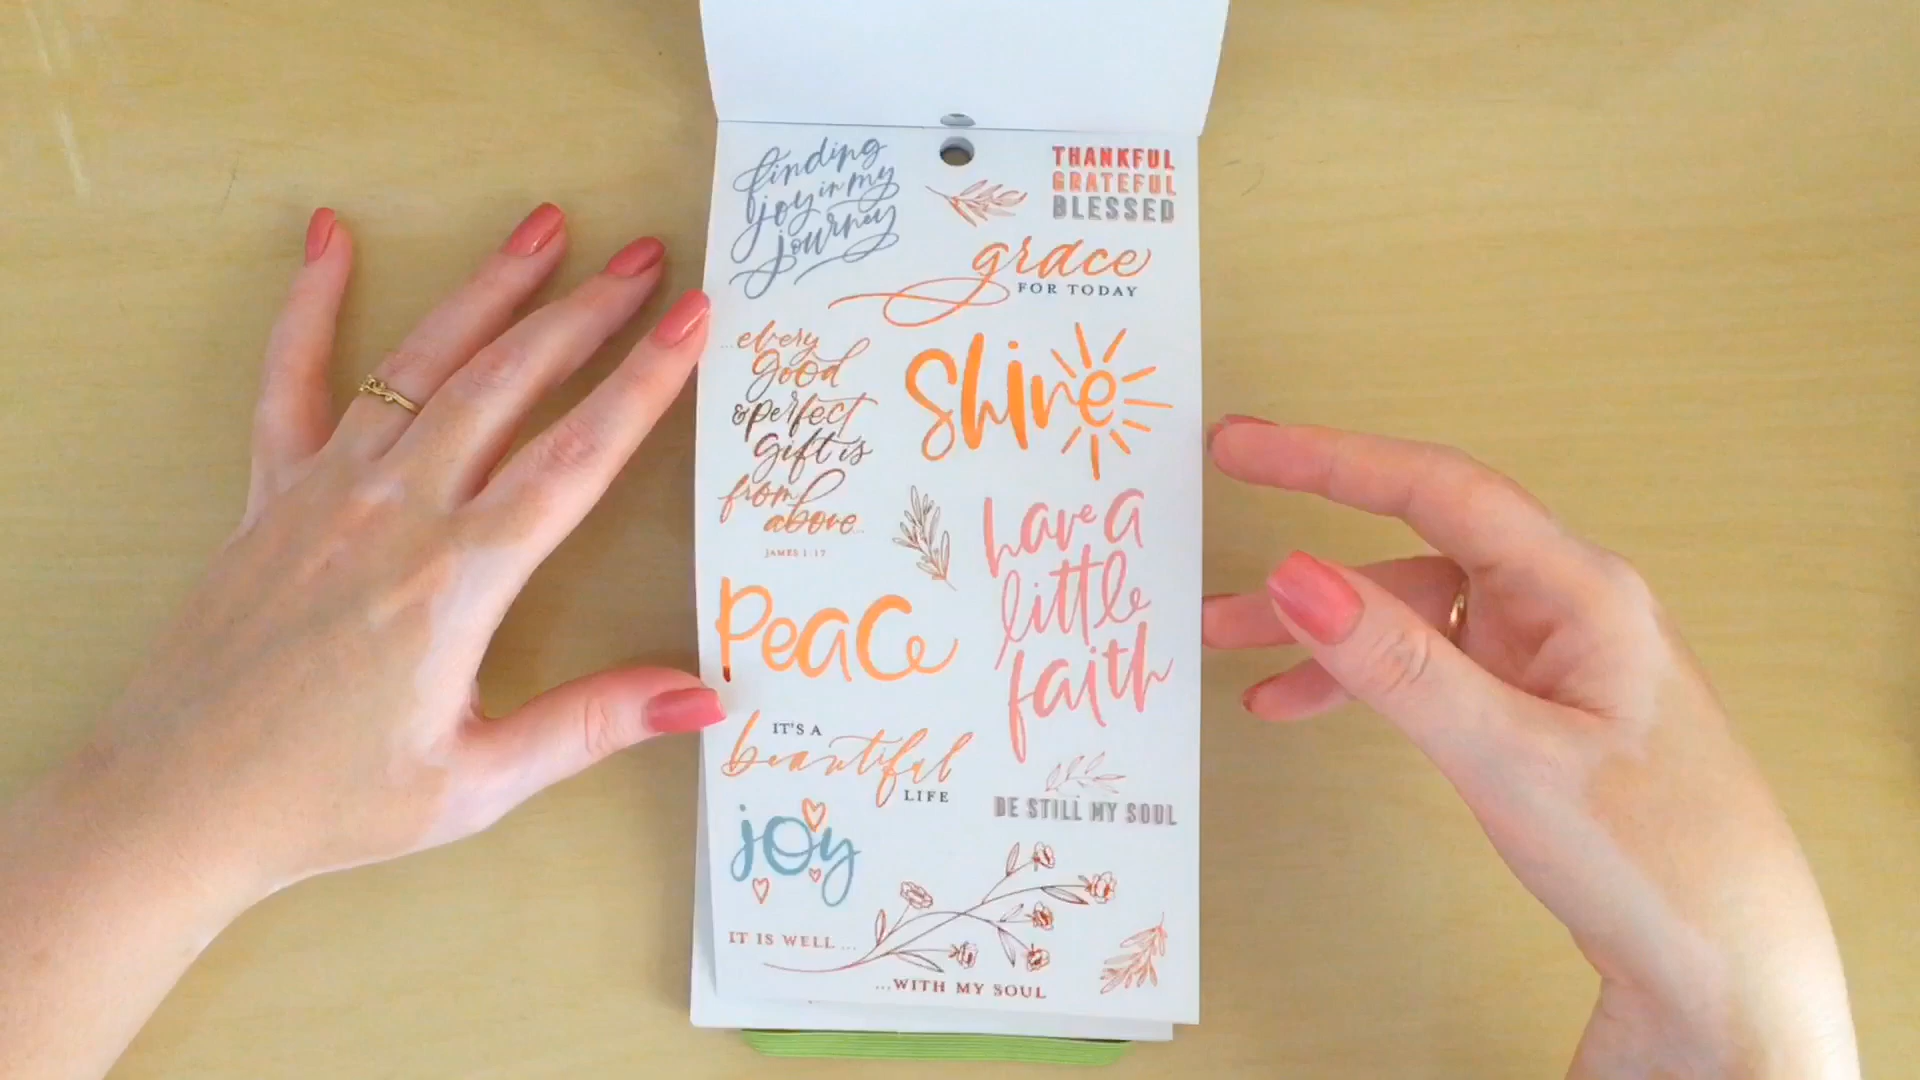 finding
joy in my
journey
THANKFUL
GRATEFUL
BLESSED
grace
FOR TODAY
...every
good
& perfect
gift is
from
above...
JAMES 1:17
shine
have a
little
faith
peace
IT'S A
beautiful
LIFE
BE STILL MY SOUL
joy
IT IS WELL ...
...WITH MY SOUL